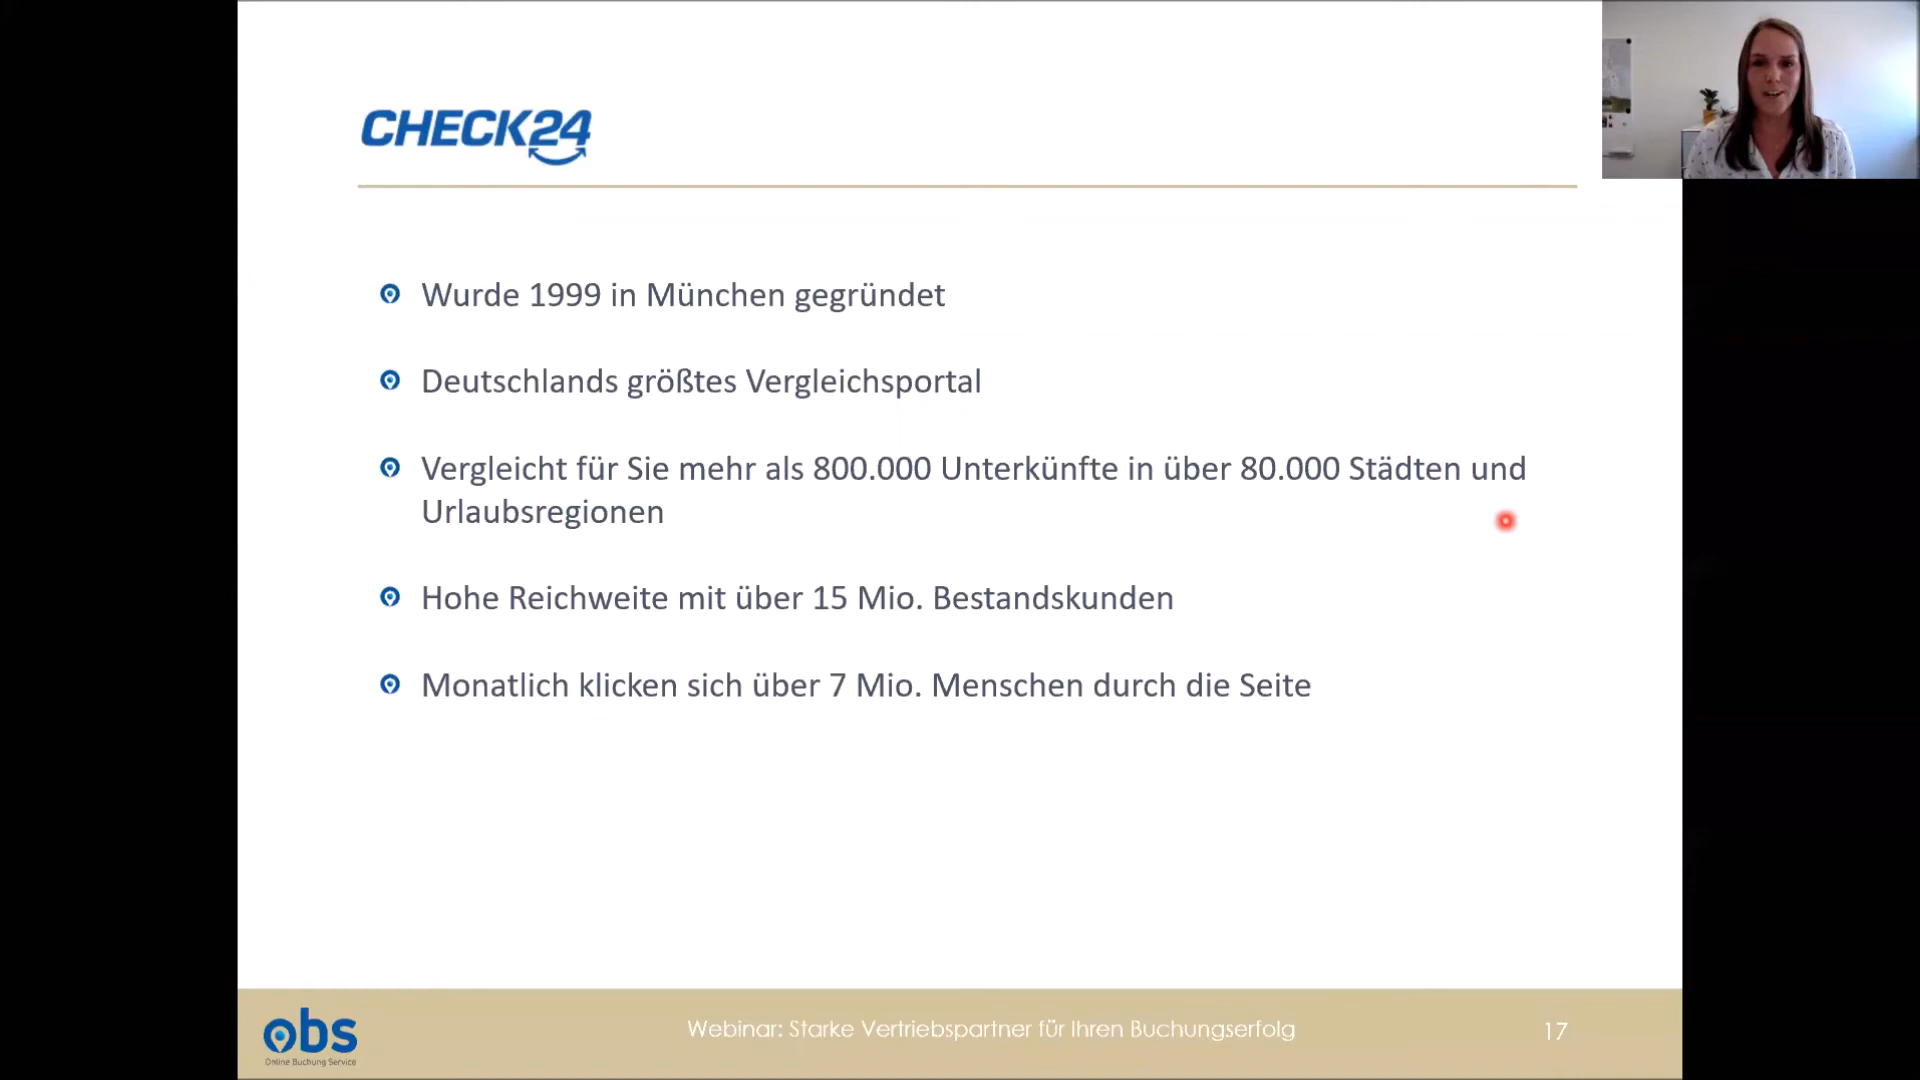 CHECK24
Wurde 1999 in München gegründet
Deutschlands größtes Vergleichsportal
Vergleicht für Sie mehr als 800.000 Unterkünfte in über 80.000 Städten und
Urlaubsregionen
Hohe Reichweite mit über 15 Mio. Bestandskunden
Monatlich klicken sich über 7 Mio. Menschen durch die Seite
obs
Online Buchung Service
Webinar: Starke Vertriebspartner für Ihren Buchungserfolg
17